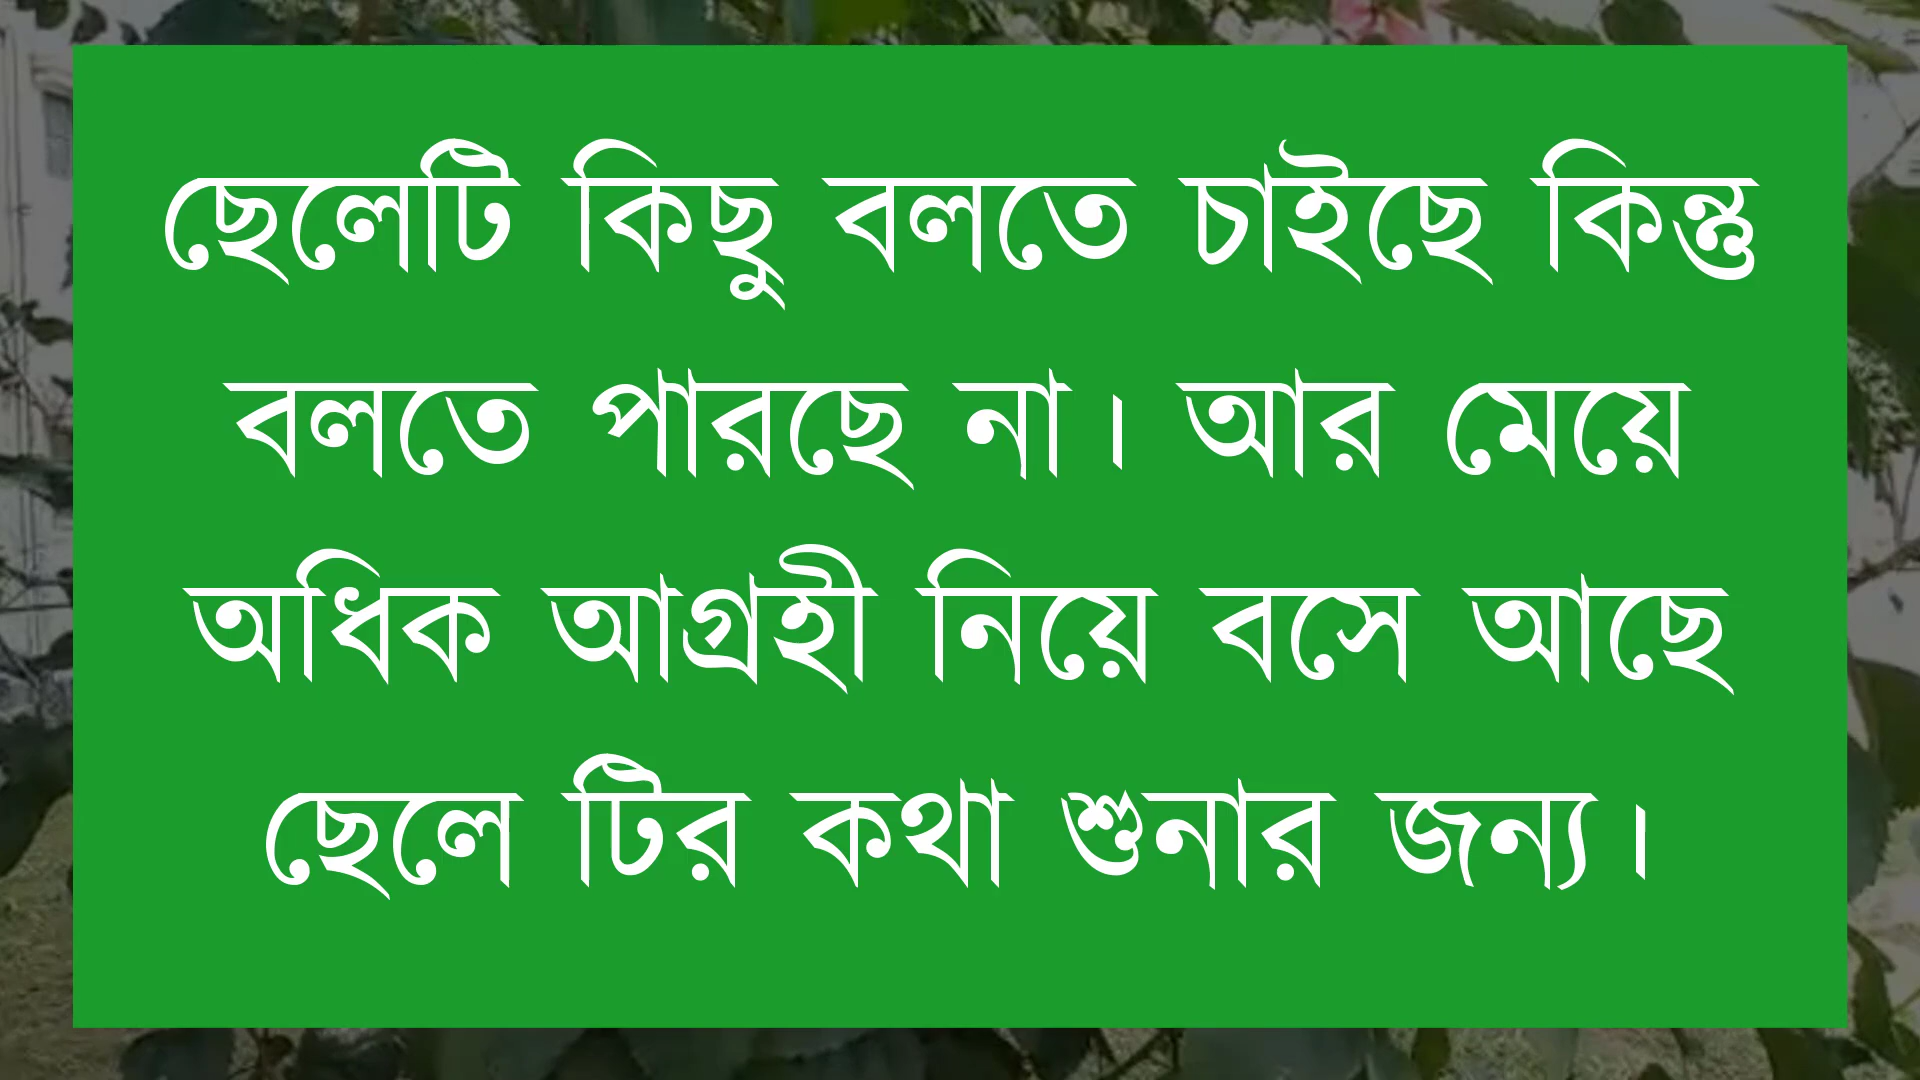 ছেলেটি কিছু বলতে চাইছে কিন্তু
বলতে পারছে না। আর মেয়ে
অধিক আগ্রহী নিয়ে বসে আছে
ছেলে টির কথা শুনার জন্য।